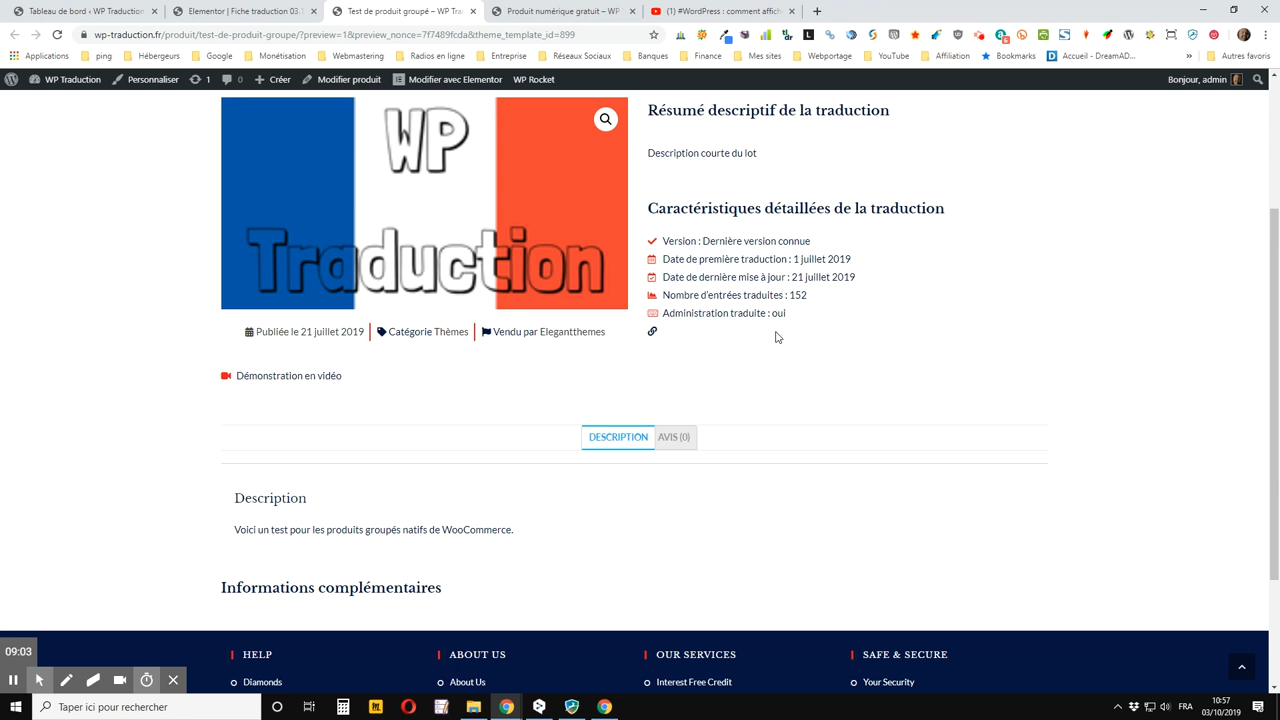 Tableau de bord ‹ WP Traduction
Elementor | Fiche traduction 03.1
Test de produit groupé – WP Tra
Produit numérique gratuit – WP
(1) #WordPress : comment affich
wp-traduction.fr/produit/test-de-produit-groupe/?preview=1&preview_nonce=7f7489fcda&theme_template_id=899
Applications
ping
Hébergeurs
Google
Monétisation
Webmastering
Radios en ligne
Entreprise
Réseaux Sociaux
Banques
Finance
Mes sites
Webportage
YouTube
Affiliation
Bookmarks
Accueil - DreamAD...
»
Autres favoris
WP Traduction
Personnaliser
1
0
Créer
Modifier produit
Modifier avec Elementor
WP Rocket
Bonjour, admin
WP
Traduction
Résumé descriptif de la traduction
Description courte du lot
Caractéristiques détaillées de la traduction
Version : Dernière version connue
Date de première traduction : 1 juillet 2019
Date de dernière mise à jour : 21 juillet 2019
Nombre d'entrées traduites : 152
Administration traduite : oui
Publiée le 21 juillet 2019
Catégorie Thèmes
Vendu par Elegantthemes
Démonstration en vidéo
DESCRIPTION
AVIS (0)
Description
Voici un test pour les produits groupés natifs de WooCommerce.
Informations complémentaires
HELP
ABOUT US
OUR SERVICES
SAFE & SECURE
Diamonds
About Us
Interest Free Credit
Your Security
09:03
Taper ici pour rechercher
FRA
10:57
03/10/2019